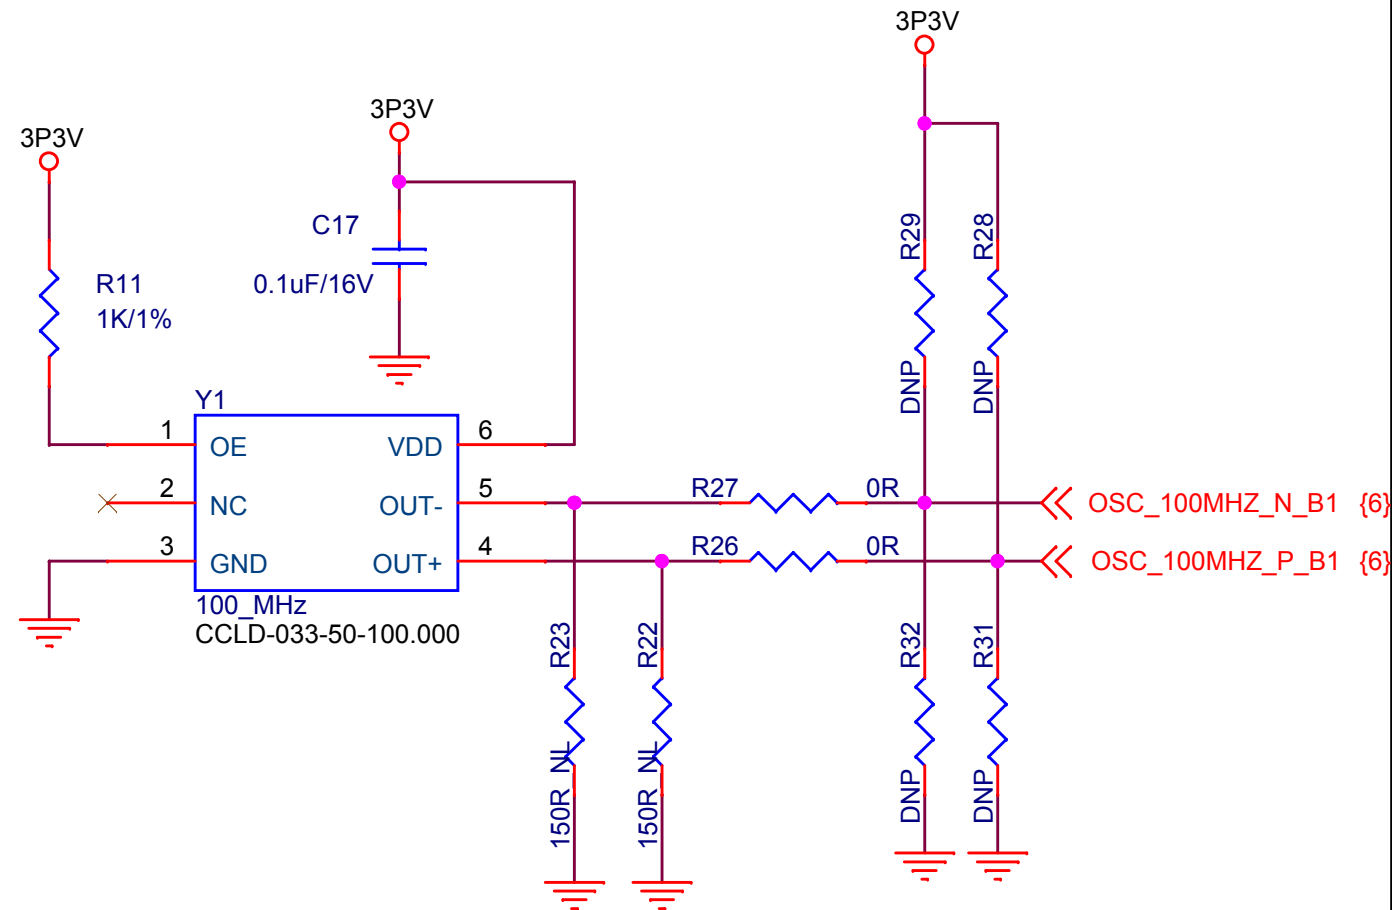 3P3V
3P3V
3P3V
C17
0.1uF/16V
R11
1K/1%
R29
R28
DNP
DNP
Y1
1
OE
VDD
6
2
NC
OUT-
5
R27
0R
OSC_100MHZ_N_B1 {6}
3
GND
OUT+
4
R26
0R
OSC_100MHZ_P_B1 {6}
100_MHz
CCLD-033-50-100.000
R23
R22
R32
R31
150R_NL
150R_NL
DNP
DNP